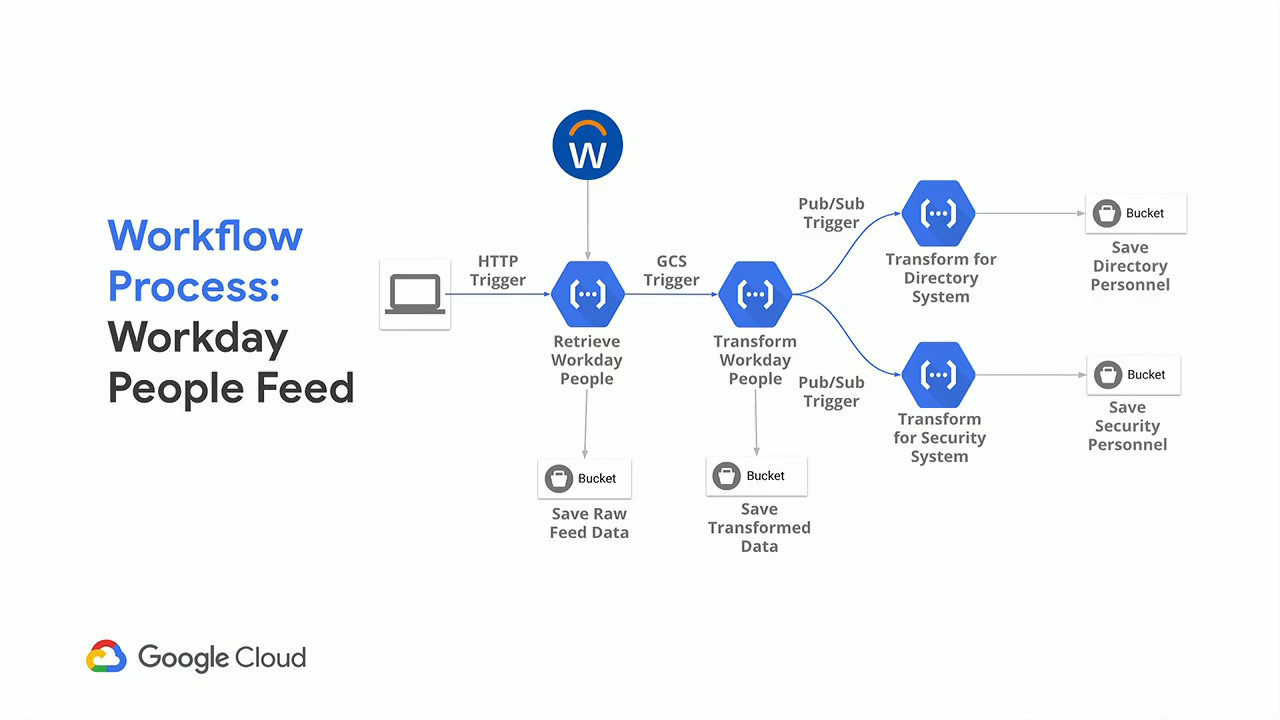 Workflow
Process:
Workday
People Feed
W
HTTP
Trigger
Retrieve
Workday
People
Bucket
Save Raw
Feed Data
GCS
Trigger
Transform
Workday
People
Bucket
Save
Transformed
Data
Pub/Sub
Trigger
Transform for
Directory
System
Bucket
Save
Directory
Personnel
Pub/Sub
Trigger
Transform
for Security
System
Bucket
Save
Security
Personnel
Google Cloud